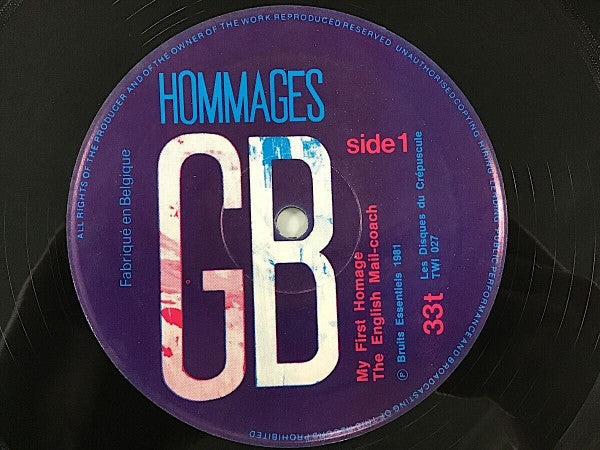 HOMMAGES
GB
side 1
Fabriqué en Belgique
My First Homage
The English Mail-coach
℗ Bruits Essentiels 1981
33t
Les Disques du Crépuscule
TWI 027
ALL RIGHTS OF THE PRODUCER AND OF THE OWNER OF THE WORK REPRODUCED RESERVED. UNAUTHORISED COPYING, HIRING, LENDING, PUBLIC PERFORMANCE AND BROADCASTING OF THIS RECORD PROHIBITED